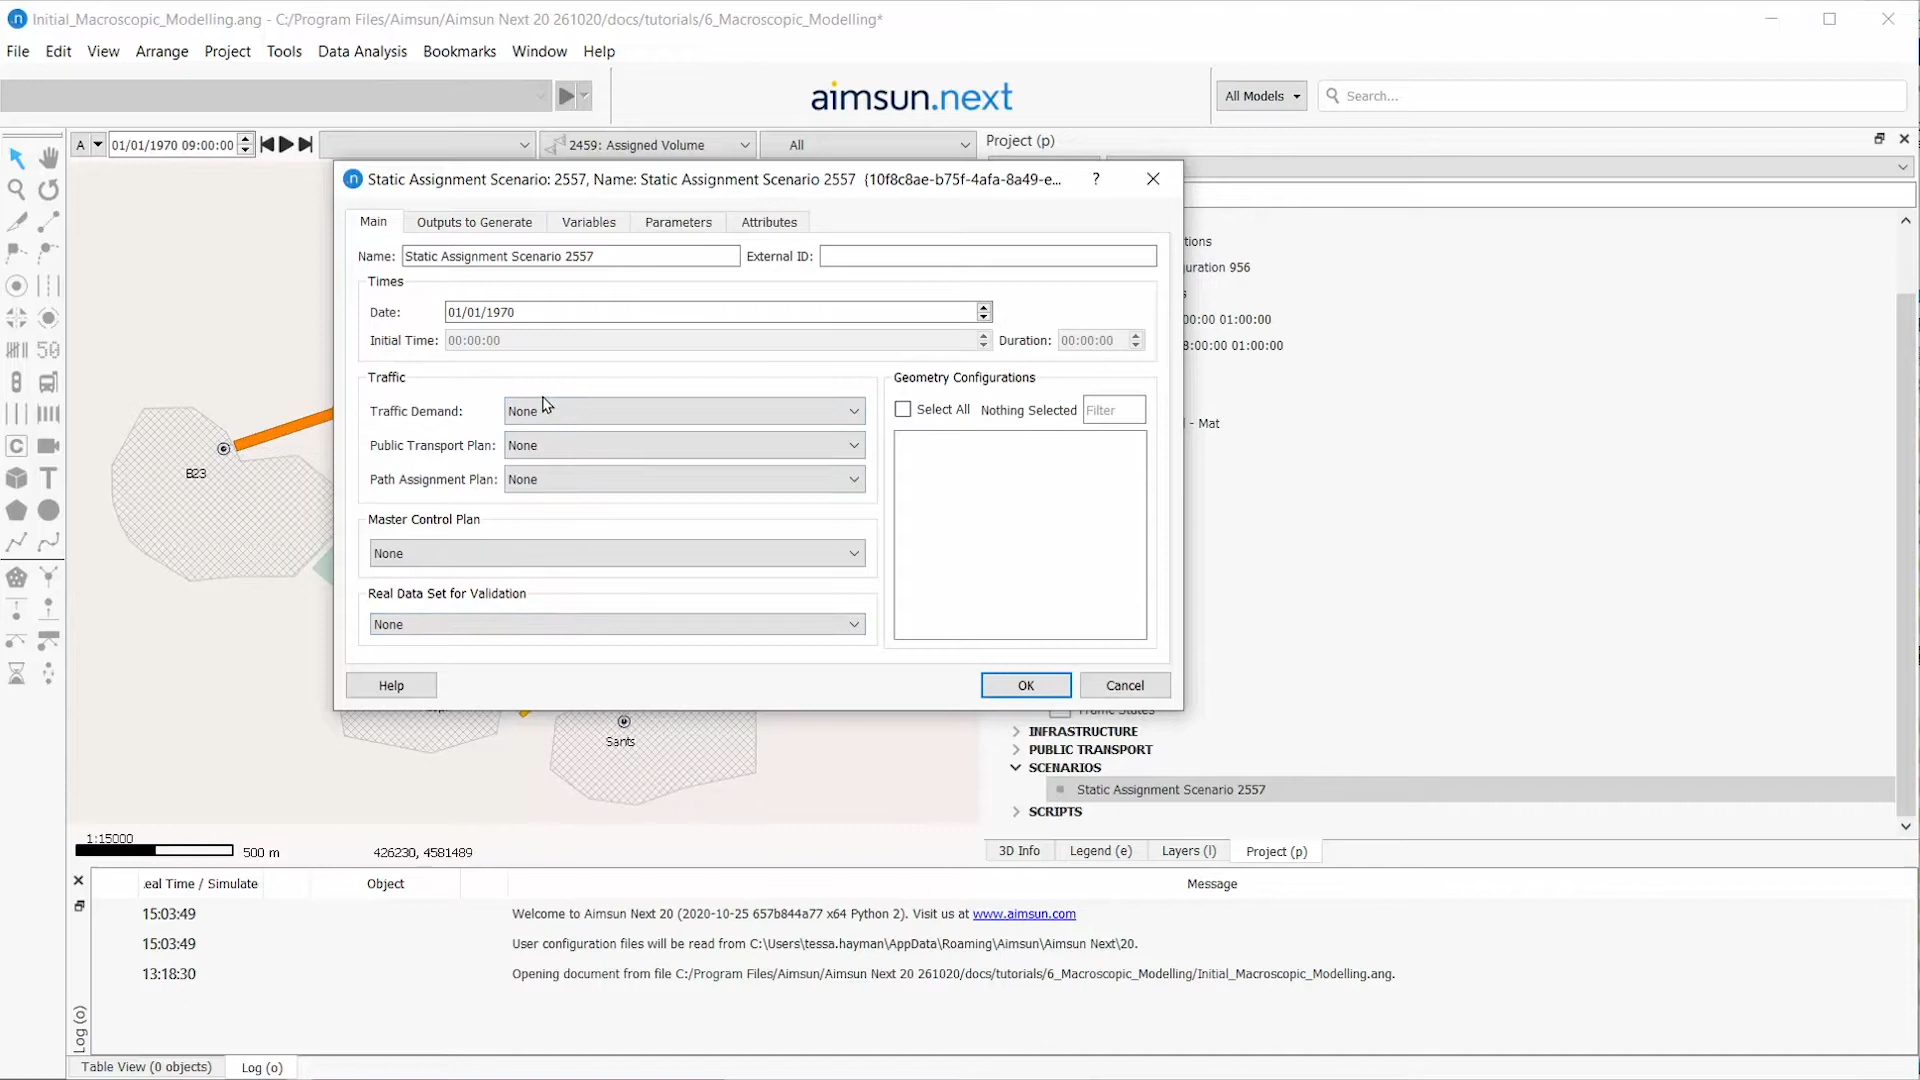 Initial_Macroscopic_Modelling.ang - C:/Program Files/Aimsun/Aimsun Next 20 261020/docs/tutorials/6_Macroscopic_Modelling*
File Edit View Arrange Project Tools Data Analysis Bookmarks Window Help
aimsun.next
All Models
Search...
A
01/01/1970 09:00:00
2459: Assigned Volume
All
Project (p)
Static Assignment Scenario: 2557, Name: Static Assignment Scenario 2557 {10f8c8ae-b75f-4afa-8a49-e...
?
Main Outputs to Generate Variables Parameters Attributes
Name: Static Assignment Scenario 2557 External ID:
Times
Date: 01/01/1970
Initial Time: 00:00:00 Duration: 00:00:00
Traffic
Traffic Demand: None
Public Transport Plan: None
Path Assignment Plan: None
Master Control Plan
None
Real Data Set for Validation
None
Geometry Configurations
Select All Nothing Selected Filter
Help
OK
Cancel
tions
uration 956
s
00:00 01:00:00
8:00:00 01:00:00
- Mat
INFRASTRUCTURE
PUBLIC TRANSPORT
SCENARIOS
Static Assignment Scenario 2557
SCRIPTS
50
C
T
B23
Sants
1:15000
500 m
426230, 4581489
3D Info Legend (e) Layers (l) Project (p)
eal Time / Simulate Object Message
15:03:49 Welcome to Aimsun Next 20 (2020-10-25 657b844a77 x64 Python 2). Visit us at www.aimsun.com
15:03:49 User configuration files will be read from C:\Users\tessa.hayman\AppData\Roaming\Aimsun\Aimsun Next\20.
13:18:30 Opening document from file C:/Program Files/Aimsun/Aimsun Next 20 261020/docs/tutorials/6_Macroscopic_Modelling/Initial_Macroscopic_Modelling.ang.
Log (o)
Table View (0 objects) Log (o)